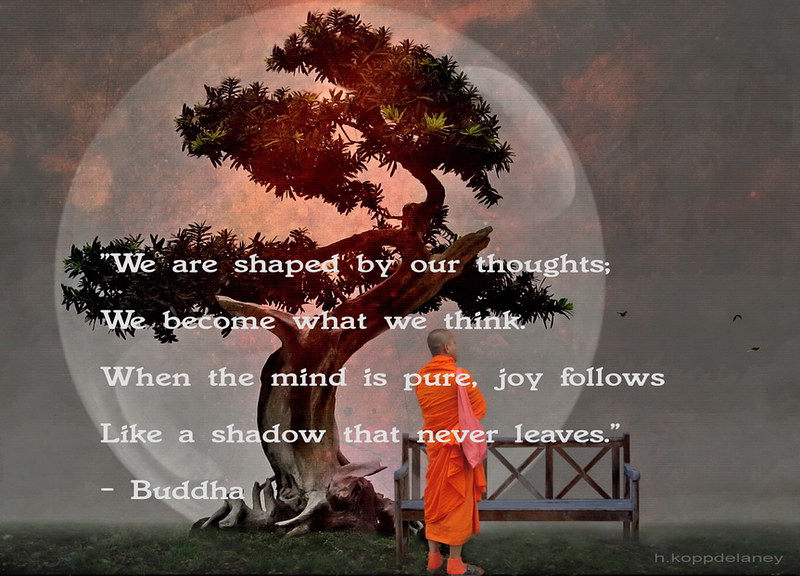 "We are shaped by our thoughts;
We become what we think.
When the mind is pure, joy follows
Like a shadow that never leaves."
- Buddha
h.koppdelaney